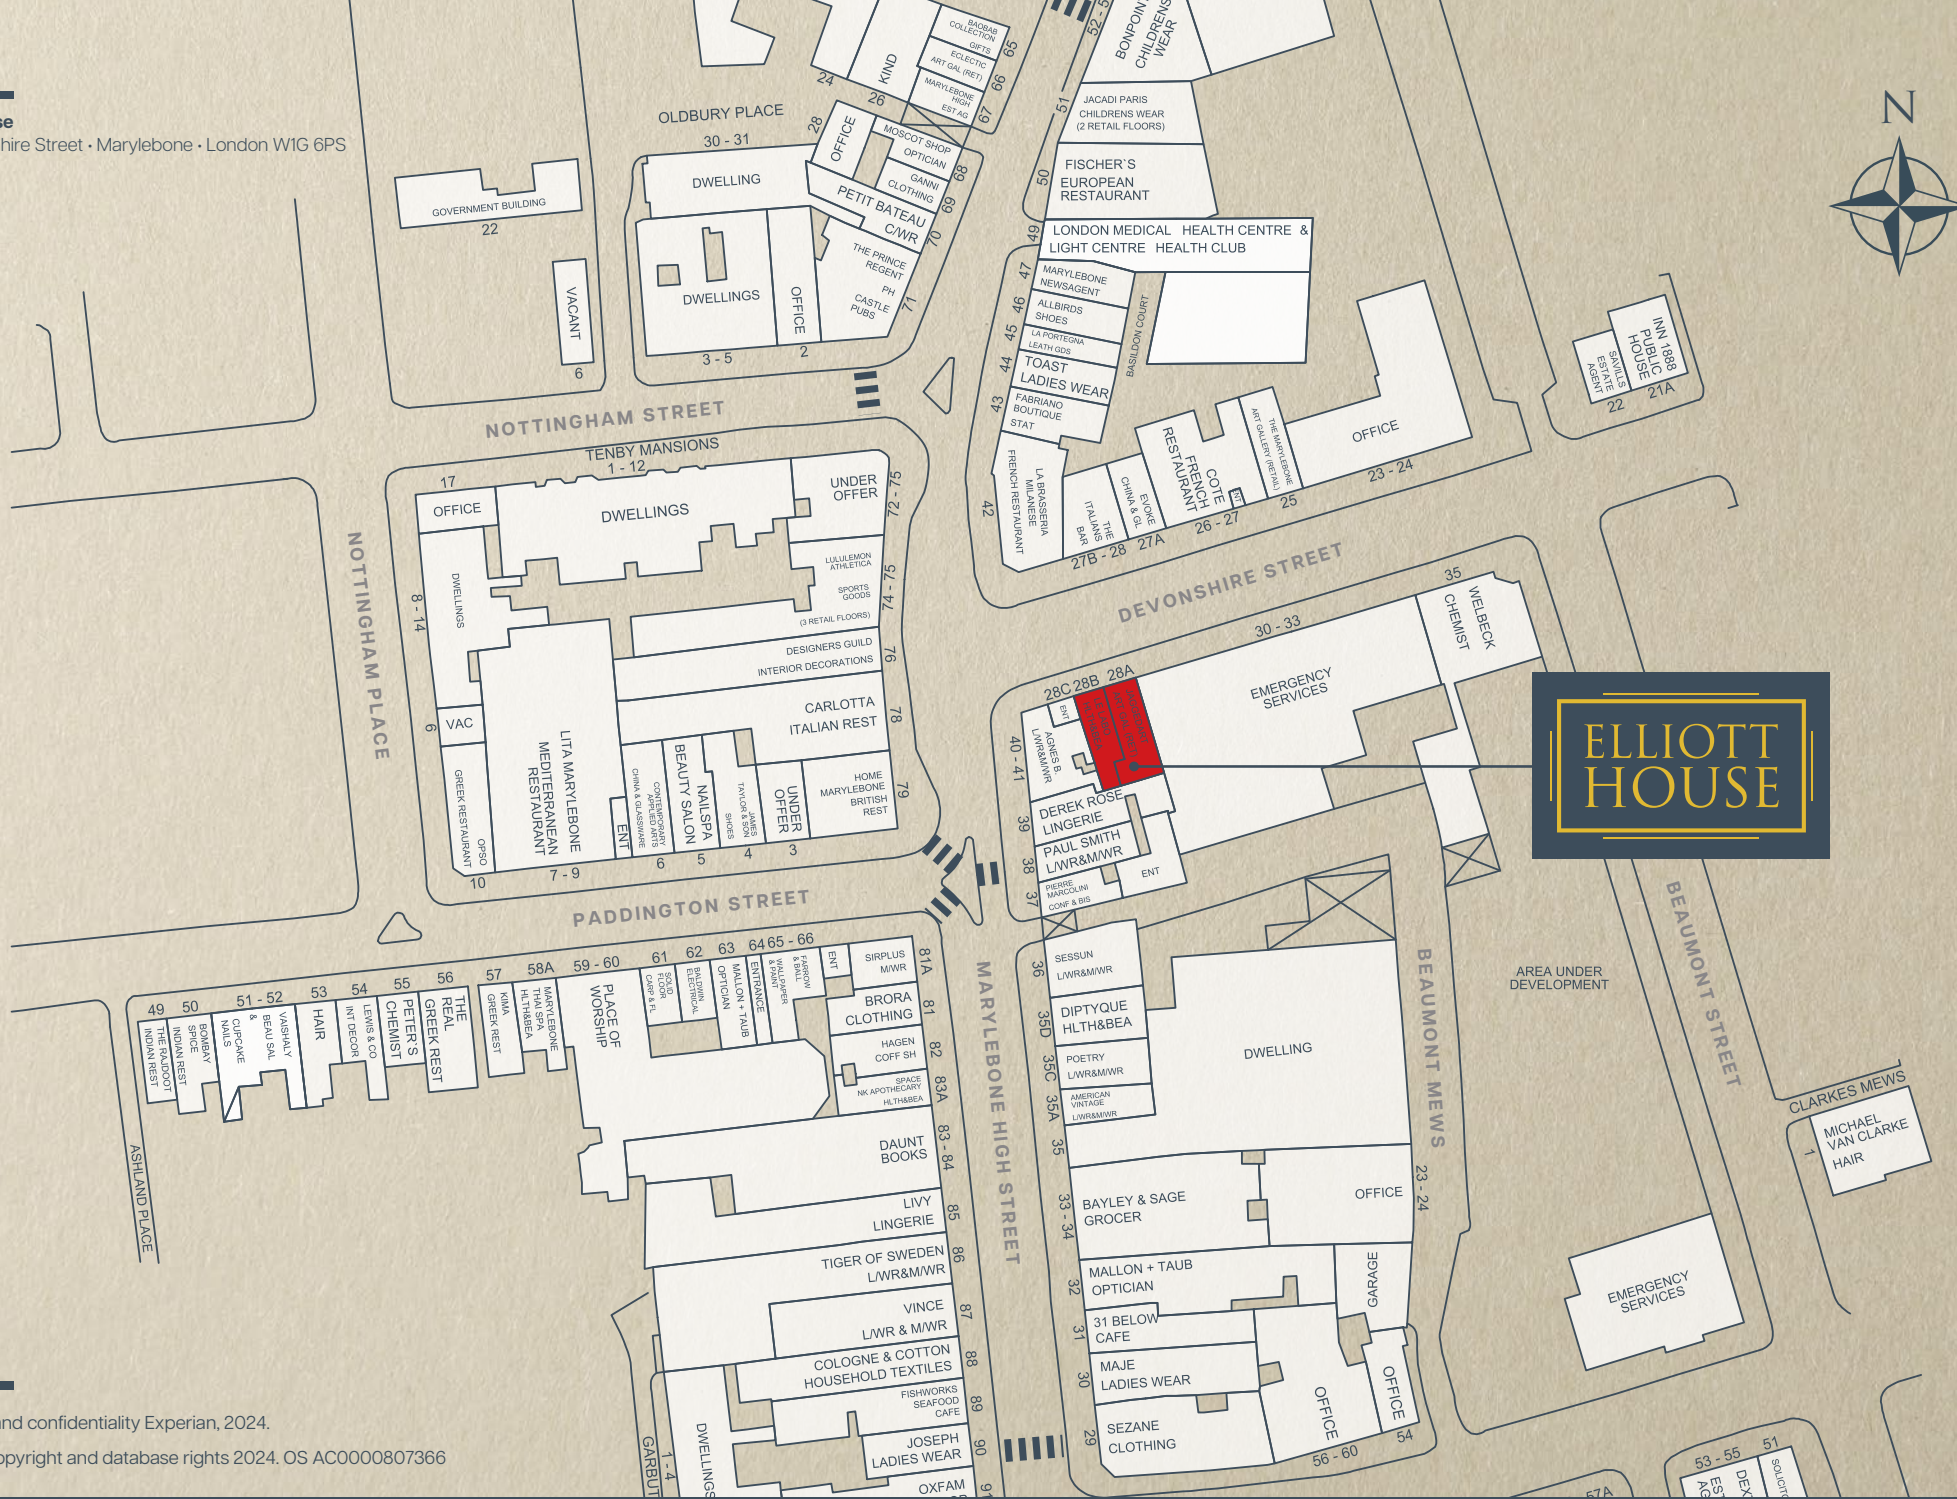 se
hire Street • Marylebone • London W1G 6PS
N
24
KIND
26
BAOBAB
COLLECTION
GIFTS
65
ECLECTIC
ART GAL (RET)
66
MARYLEBONE
HIGH
EST AG
67
OLDBURY PLACE
30 - 31
28
OFFICE
MOSCOT SHOP
OPTICIAN
68
GANNI
CLOTHING
69
DWELLING
PETIT BATEAU
C/WR
70
THE PRINCE
REGENT
PH
CASTLE
PUBS
71
DWELLINGS
3 - 5
OFFICE
2
GOVERNMENT BUILDING
22
VACANT
6
BONPOINT
CHILDRENS
WEAR
51
JACADI PARIS
CHILDRENS WEAR
(2 RETAIL FLOORS)
50
FISCHER`S
EUROPEAN
RESTAURANT
49
LONDON MEDICAL HEALTH CENTRE &
LIGHT CENTRE HEALTH CLUB
47
MARYLEBONE
NEWSAGENT
46
ALLBIRDS
SHOES
45
LA PORTEGNA
LEATH GDS
44
TOAST
LADIES WEAR
43
FABRIANO
BOUTIQUE
STAT
BASILDON COURT
42
LA BRASSERIA
MILANESE
FRENCH RESTAURANT
THE
ITALIANS
BAR
27B - 28
EVOKE
CHINA & GL
27A
COTE
FRENCH
RESTAURANT
ENT
26 - 27
THE MARYLEBONE
ART GALLERY (RETAIL)
25
OFFICE
23 - 24
INN 1888
PUBLIC
HOUSE
21A
SAVILLS
ESTATE
AGENT
22
NOTTINGHAM STREET
TENBY MANSIONS
1 - 12
17
OFFICE
DWELLINGS
UNDER
OFFER
72 - 75
NOTTINGHAM PLACE
8 - 14
DWELLINGS
LULULEMON
ATHLETICA
SPORTS
GOODS
(3 RETAIL FLOORS)
74 - 75
DESIGNERS GUILD
INTERIOR DECORATIONS
76
CARLOTTA
ITALIAN REST
78
6
VAC
OPSO
GREEK RESTAURANT
10
LITA MARYLEBONE
MEDITERRANEAN
RESTAURANT
7 - 9
ENT
CONTEMPORARY
APPLIED ARTS
CHINA & GLASSWARE
6
NAILSPA
BEAUTY SALON
5
JAMES
TAYLOR & SON
SHOES
4
UNDER
OFFER
3
HOME
MARYLEBONE
BRITISH
REST
79
DEVONSHIRE STREET
30 - 33
EMERGENCY
SERVICES
35
WELBECK
CHEMIST
28C
28B
28A
ENT
AGNES B.
L/WR&M/WR
40 - 41
39
DEREK ROSE
LINGERIE
38
PAUL SMITH
L/WR&M/WR
37
PIERRE
MARCOLINI
CONF & BIS
ENT
ELLIOTT
HOUSE
PADDINGTON STREET
49
THE RAJDOOT
INDIAN REST
50
BOMBAY
SPICE
INDIAN REST
51 - 52
VAISHALY
BEAU SAL
&
CUPCAKE
NAILS
53
HAIR
54
LEWIS & CO
INT DECOR
55
PETER'S
CHEMIST
56
THE
REAL
GREEK REST
57
KIMA
GREEK REST
58A
MARYLEBONE
THAI SPA
HLTH&BEA
59 - 60
PLACE OF
WORSHIP
61
SOLID
FLOOR
CARP & FL
62
BALDWIN
ELECTRICAL
63
MALLON + TAUB
OPTICIAN
64
ENTRANCE
65 - 66
FARROW
& BALL
WALLPAPER
& PAINT
ENT
SIRPLUS
M/WR
81A
BRORA
CLOTHING
81
HAGEN
COFF SH
82
SPACE
NK APOTHECARY
HLTH&BEA
83A
DAUNT
BOOKS
83 - 84
LIVY
LINGERIE
85
TIGER OF SWEDEN
L/WR&M/WR
86
VINCE
L/WR & M/WR
87
COLOGNE & COTTON
HOUSEHOLD TEXTILES
88
FISHWORKS
SEAFOOD
CAFE
89
JOSEPH
LADIES WEAR
90
OXFAM
91
ASHLAND PLACE
DWELLINGS
1 - 4
GARBUT
MARYLEBONE HIGH STREET
36
SESSUN
L/WR&M/WR
35D
DIPTYQUE
HLTH&BEA
35C
POETRY
L/WR&M/WR
35A
AMERICAN
VINTAGE
L/WR&M/WR
35
DWELLING
33 - 34
BAYLEY & SAGE
GROCER
OFFICE
23 - 24
32
MALLON + TAUB
OPTICIAN
GARAGE
31
31 BELOW
CAFE
30
MAJE
LADIES WEAR
29
SEZANE
CLOTHING
OFFICE
56 - 60
OFFICE
54
BEAUMONT MEWS
AREA UNDER
DEVELOPMENT
BEAUMONT STREET
CLARKES MEWS
1
MICHAEL
VAN CLARKE
HAIR
EMERGENCY
SERVICES
57A
53 - 55
51
nd confidentiality Experian, 2024.
opyright and database rights 2024. OS AC0000807366